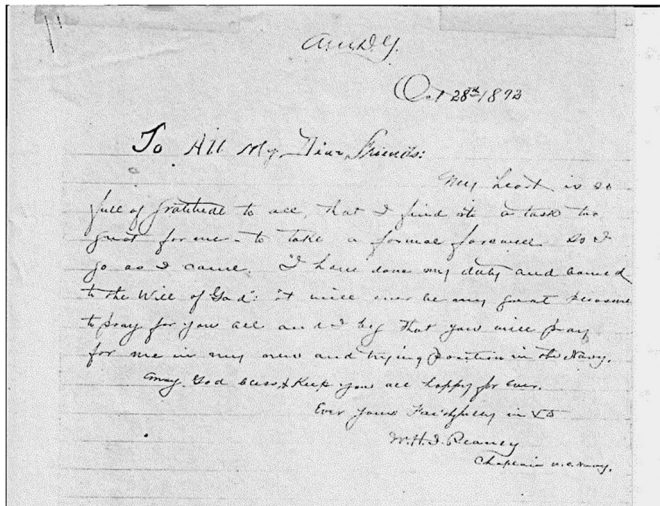 A.M.D.G.
Oct 28th 1892
To All My Dear Friends:
My heart is so
full of gratitude to all, that I find it a task too
great for me to take a formal farewell. So I
go as I came, "I have done my duty and bowed
to the Will of God": it will ever be my great pleasure
to pray for you all and I beg that you will pray
for me in my new and trying position in the Navy.
May God bless & keep you all happy for ever.
Ever yours Faithfully in
W.H.I. Reaney
Chaplain U.S. Navy.